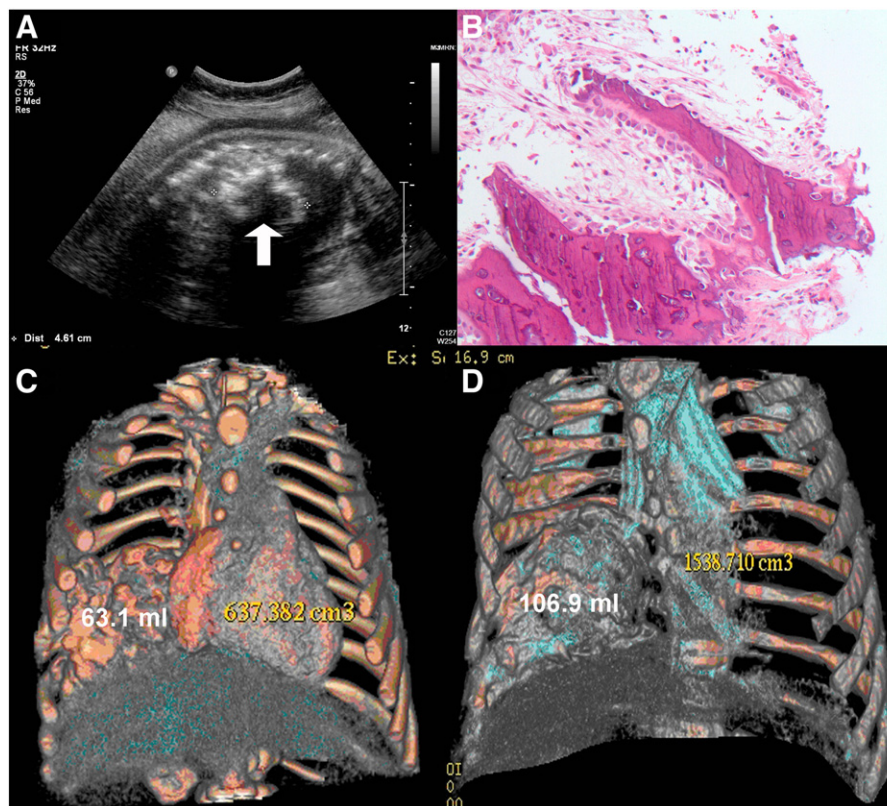 A
FR 32Hz
RS
2D
37%
C 56
P Med
Res
12
Dist 4.61 cm
C127
W254
B
Ex: 16.9 cm
C
63.1 ml
637.382 cm3
D
106.9 ml
1538.710 cm3